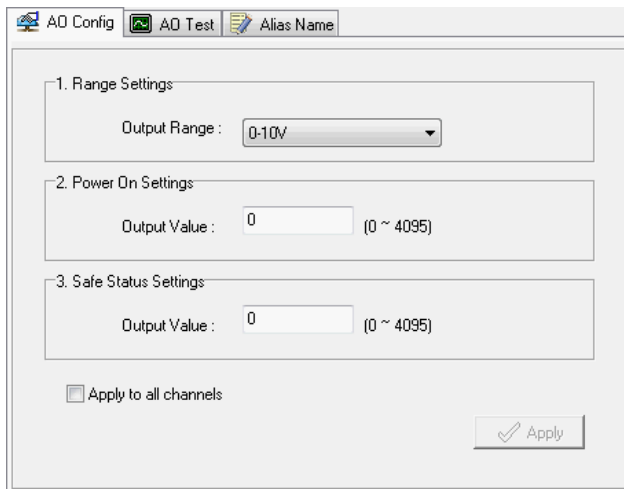 AO Config AO Test Alias Name
1. Range Settings
Output Range : 0-10V
2. Power On Settings
Output Value : 0 (0 ~ 4095)
3. Safe Status Settings
Output Value : 0 (0 ~ 4095)
Apply to all channels
Apply